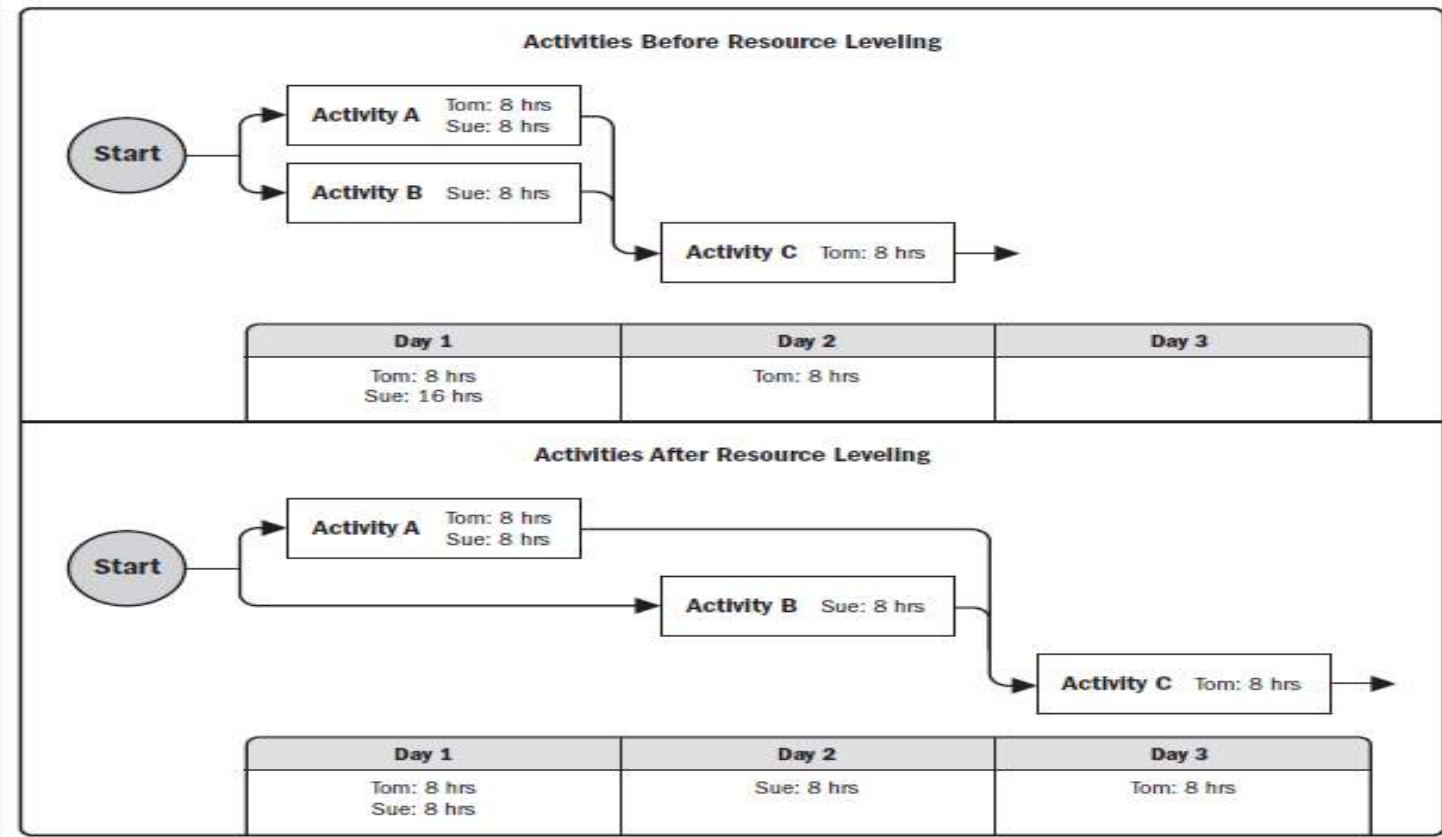 Activities Before Resource Leveling
Start
Activity A
Tom: 8 hrs
Sue: 8 hrs
Activity B Sue: 8 hrs
Activity C Tom: 8 hrs
Day 1 Day 2 Day 3
Tom: 8 hrs Tom: 8 hrs
Sue: 16 hrs
Activities After Resource Leveling
Start
Activity A
Tom: 8 hrs
Sue: 8 hrs
Activity B Sue: 8 hrs
Activity C Tom: 8 hrs
Day 1 Day 2 Day 3
Tom: 8 hrs Sue: 8 hrs Tom: 8 hrs
Sue: 8 hrs